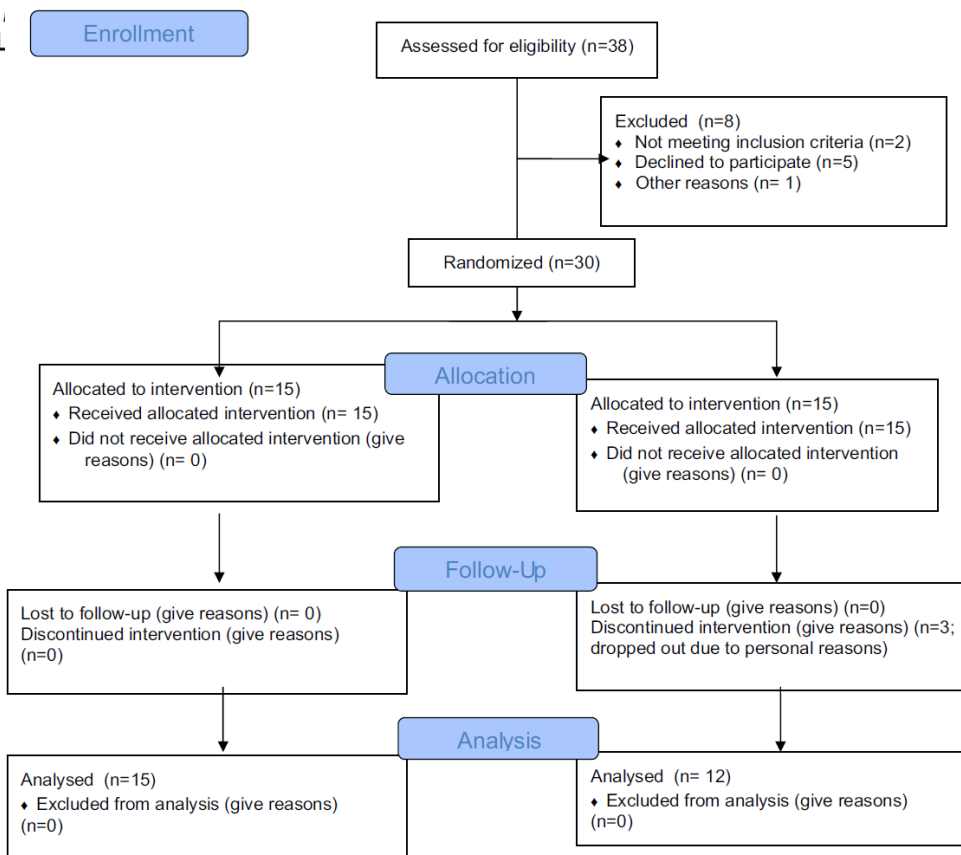 Enrollment
Assessed for eligibility (n=38)
Excluded (n=8)
♦ Not meeting inclusion criteria (n=2)
♦ Declined to participate (n=5)
♦ Other reasons (n= 1)
Randomized (n=30)
Allocation
Allocated to intervention (n=15)
♦ Received allocated intervention (n= 15)
♦ Did not receive allocated intervention (give
reasons) (n= 0)
Allocated to intervention (n=15)
♦ Received allocated intervention (n=15)
♦ Did not receive allocated intervention
(give reasons) (n= 0)
Follow-Up
Lost to follow-up (give reasons) (n= 0)
Discontinued intervention (give reasons)
(n=0)
Lost to follow-up (give reasons) (n=0)
Discontinued intervention (give reasons) (n=3;
dropped out due to personal reasons)
Analysis
Analysed (n=15)
♦ Excluded from analysis (give reasons)
(n=0)
Analysed (n= 12)
♦ Excluded from analysis (give reasons)
(n=0)